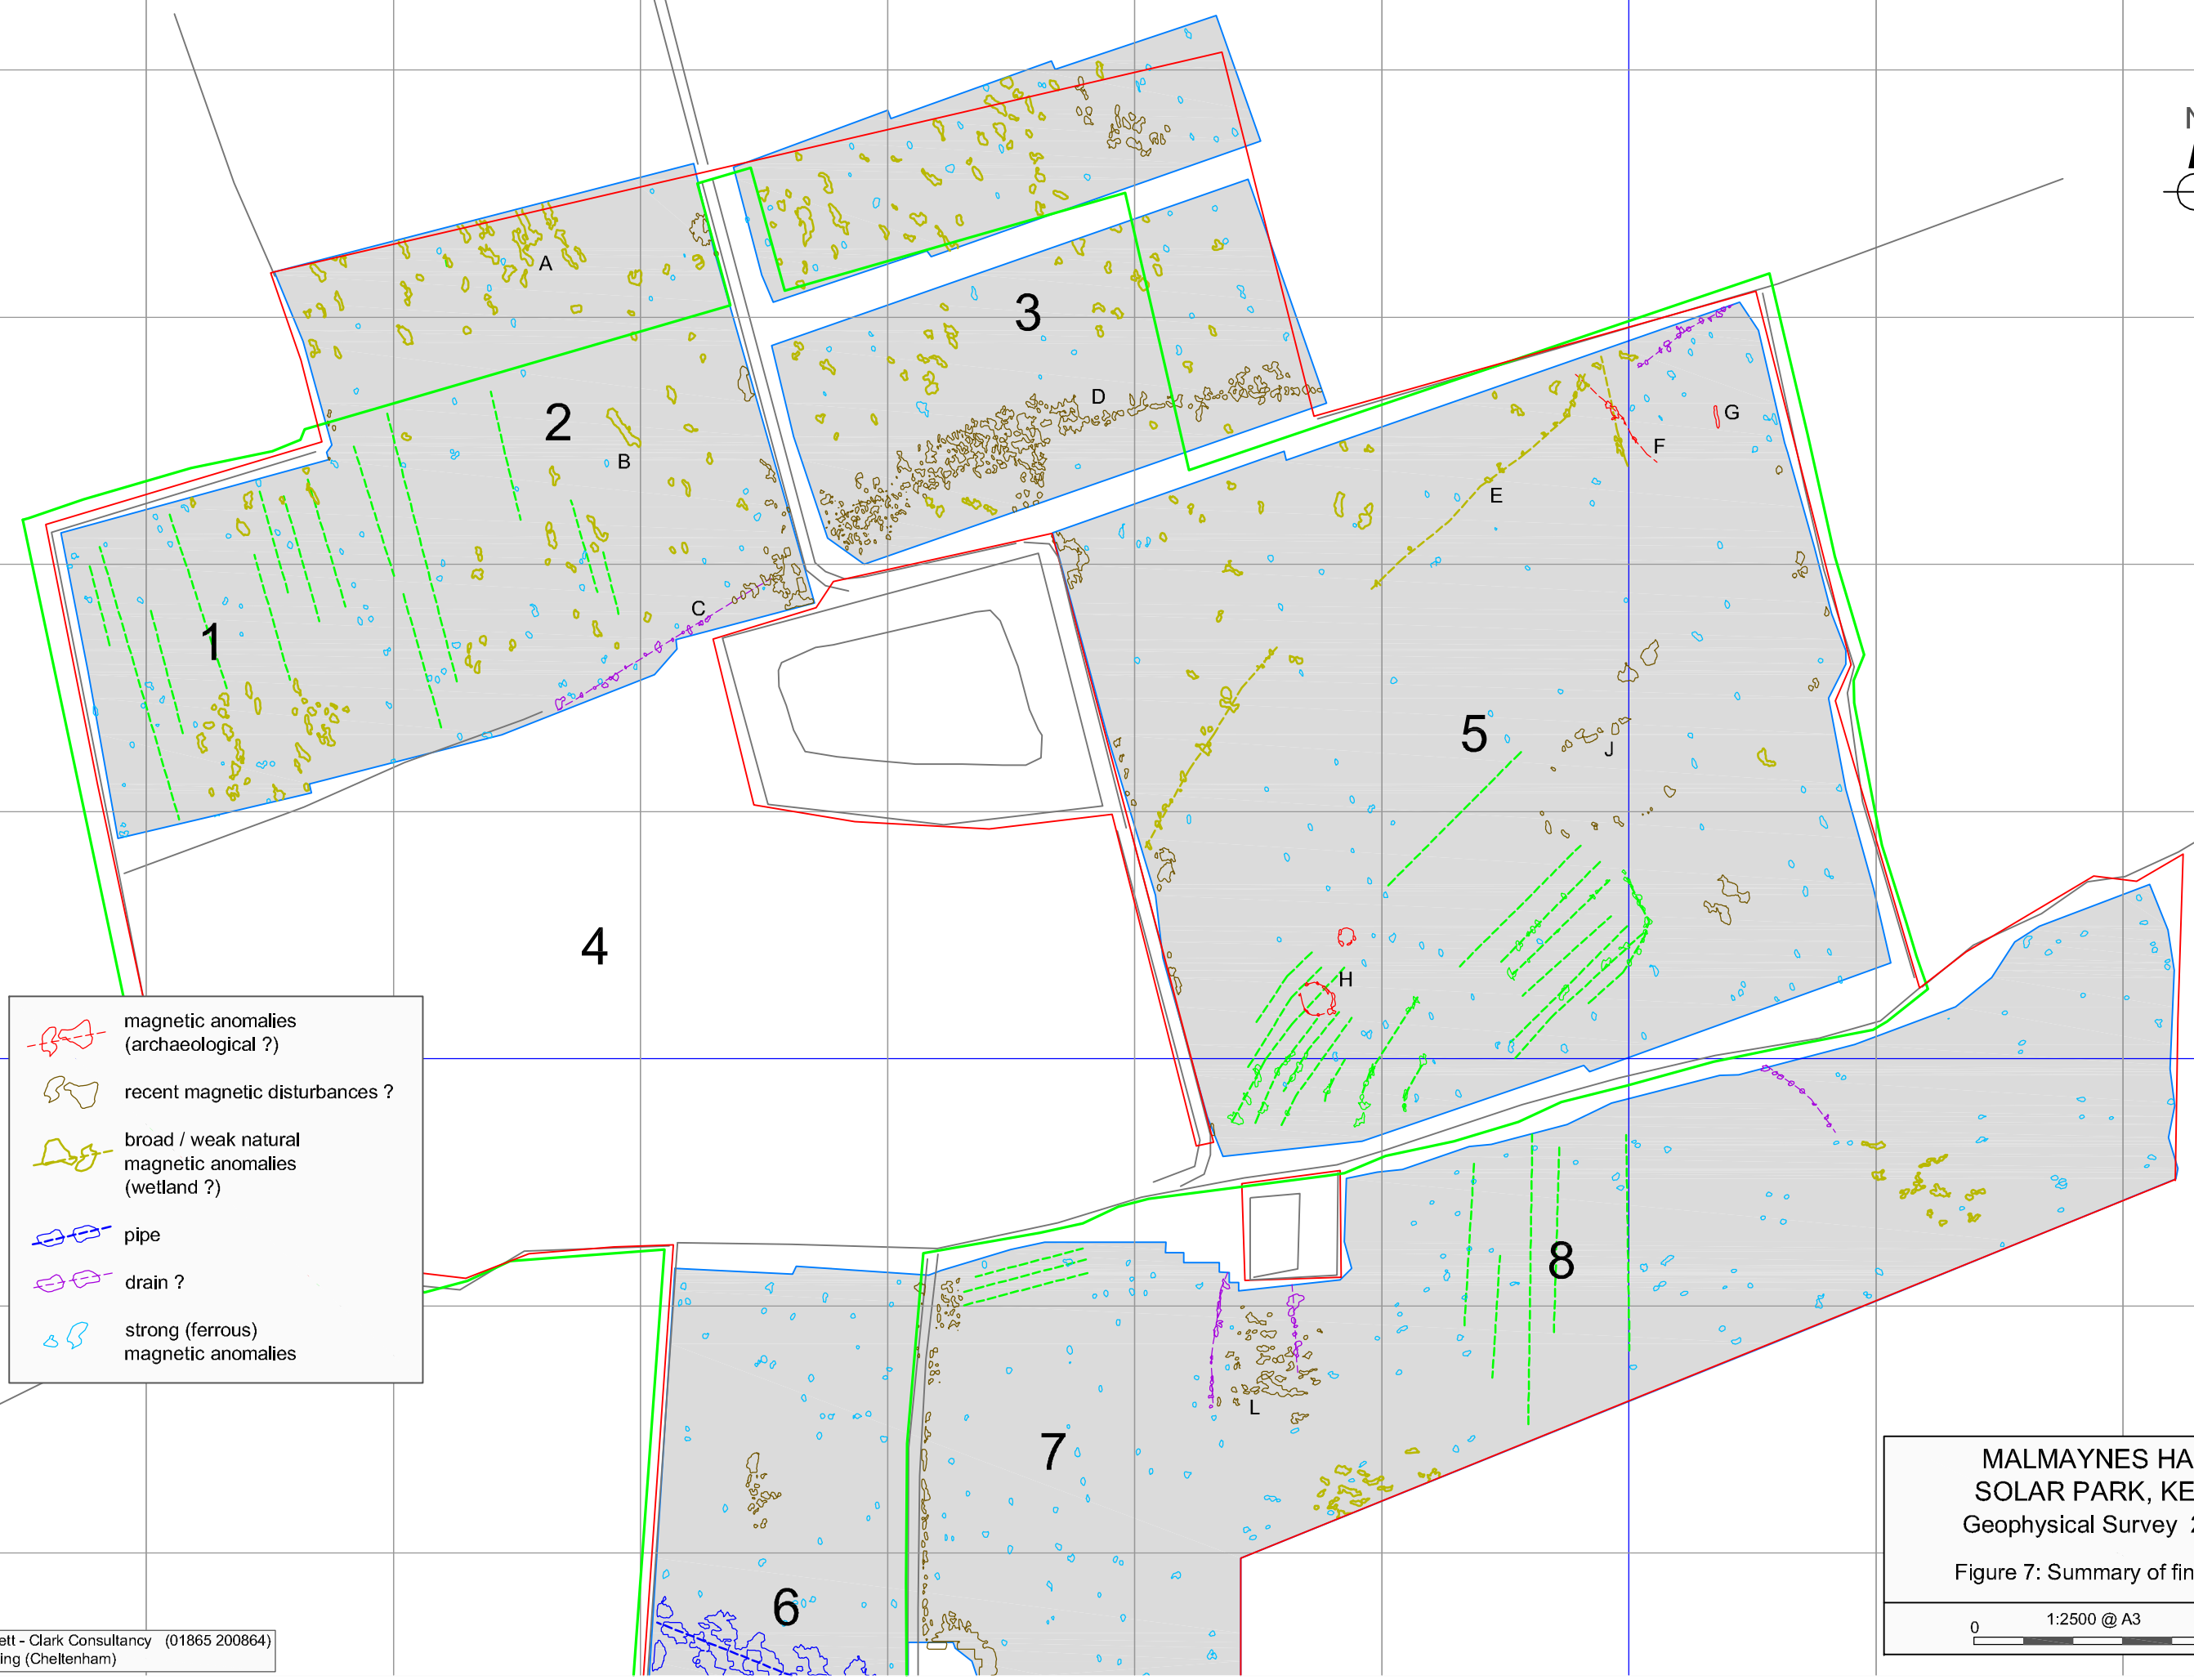 N
A
3
D
G
2
F
B
E
C
1
5
J
4
H
magnetic anomalies
(archaeological ?)
recent magnetic disturbances ?
broad / weak natural
magnetic anomalies
(wetland ?)
pipe
drain ?
strong (ferrous)
magnetic anomalies
8
L
7
6
MALMAYNES HA
SOLAR PARK, KE
Geophysical Survey 2
Figure 7: Summary of fin
1:2500 @ A3
0
ett - Clark Consultancy (01865 200864)
ing (Cheltenham)